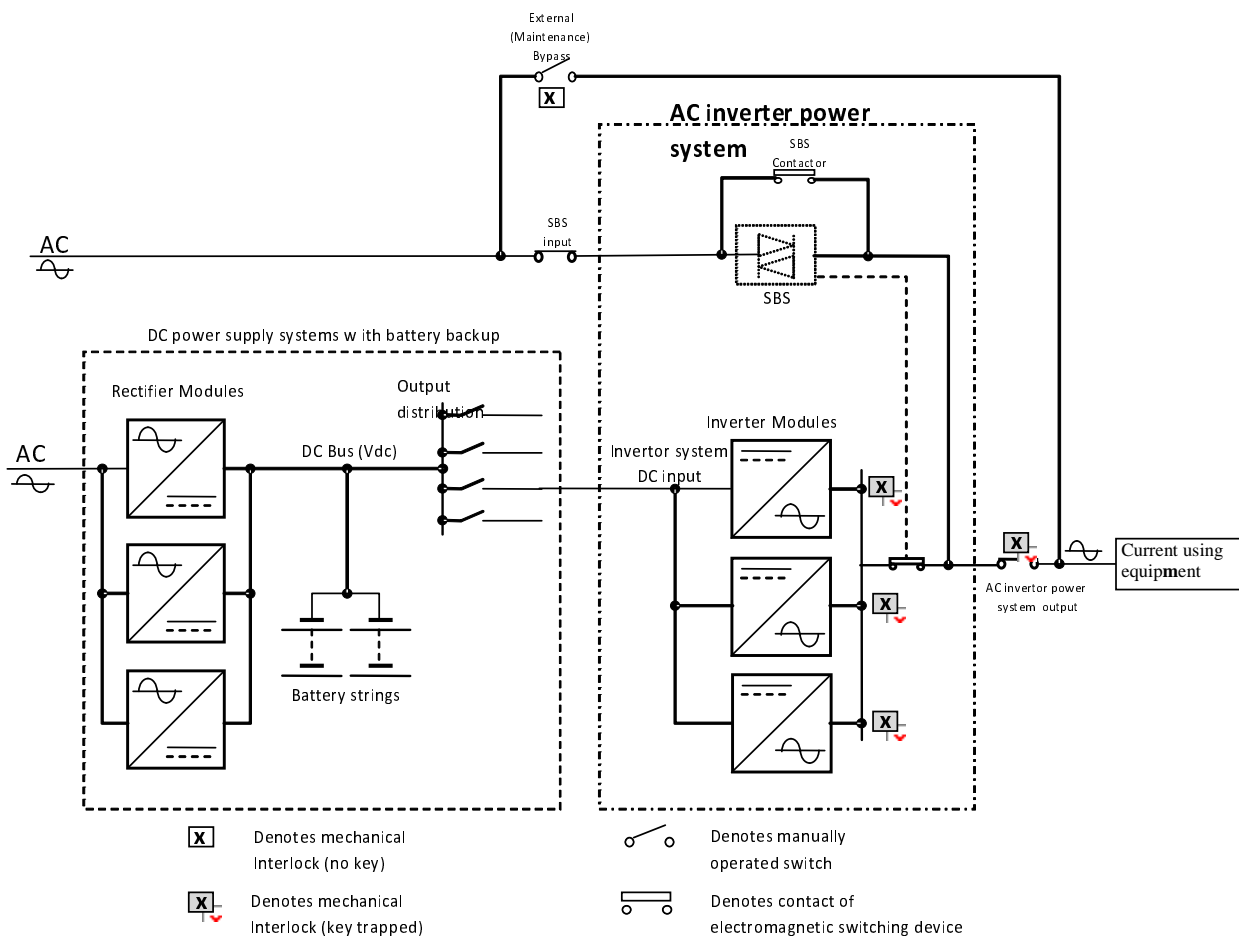 External
(Maintenance)
Bypass
X
AC inverter power
system
SBS
Contactor
AC
SBS
input
SBS
DC power supply systems w ith battery backup
Rectifier Modules
Output
distribution
AC
DC Bus (Vdc)
Inverter Modules
Invertor system
DC input
X
X
Current using
equipment
AC invertor power
system output
X
Battery strings
X
X
Denotes mechanical
Interlock (no key)
Denotes manually
operated switch
X
Denotes mechanical
Interlock (key trapped)
Denotes contact of
electromagnetic switching device